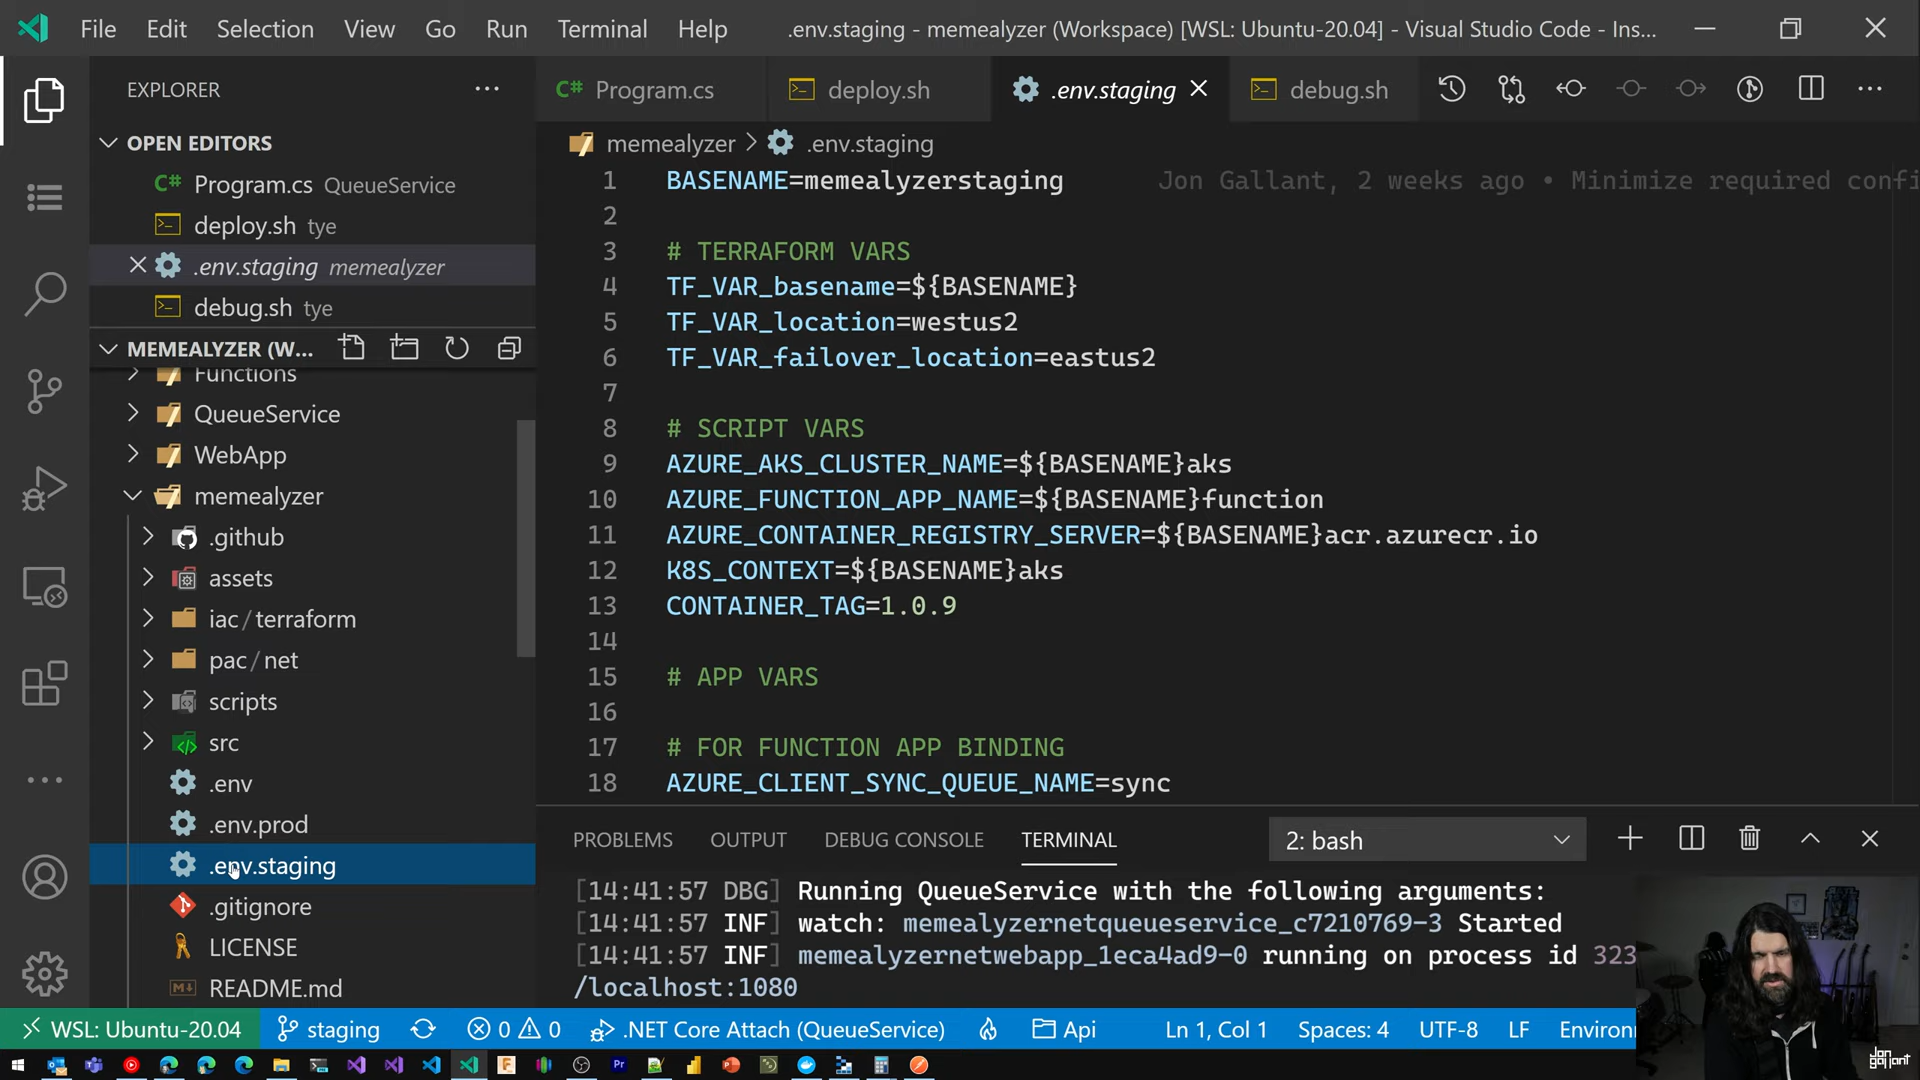 File Edit Selection View Go Run Terminal Help .env.staging - memealyzer (Workspace) [WSL: Ubuntu-20.04] - Visual Studio Code - Ins...
EXPLORER
OPEN EDITORS
C# Program.cs QueueService
deploy.sh tye
.env.staging memealyzer
debug.sh tye
MEMEALYZER (W...
Functions
QueueService
WebApp
memealyzer
.github
assets
iac / terraform
pac / net
scripts
src
.env
.env.prod
.env.staging
.gitignore
LICENSE
README.md
C# Program.cs deploy.sh .env.staging debug.sh
memealyzer > .env.staging
1 BASENAME=memealyzerstaging Jon Gallant, 2 weeks ago • Minimize required confi
2
3 # TERRAFORM VARS
4 TF_VAR_basename=${BASENAME}
5 TF_VAR_location=westus2
6 TF_VAR_failover_location=eastus2
7
8 # SCRIPT VARS
9 AZURE_AKS_CLUSTER_NAME=${BASENAME}aks
10 AZURE_FUNCTION_APP_NAME=${BASENAME}function
11 AZURE_CONTAINER_REGISTRY_SERVER=${BASENAME}acr.azurecr.io
12 K8S_CONTEXT=${BASENAME}aks
13 CONTAINER_TAG=1.0.9
14
15 # APP VARS
16
17 # FOR FUNCTION APP BINDING
18 AZURE_CLIENT_SYNC_QUEUE_NAME=sync
PROBLEMS OUTPUT DEBUG CONSOLE TERMINAL 2: bash
[14:41:57 DBG] Running QueueService with the following arguments:
[14:41:57 INF] watch: memealyzernetqueueservice_c7210769-3 Started
[14:41:57 INF] memealyzernetwebapp_1eca4ad9-0 running on process id 323
/localhost:1080
WSL: Ubuntu-20.04 staging 0 0 .NET Core Attach (QueueService) Api Ln 1, Col 1 Spaces: 4 UTF-8 LF Environ
jon gallant